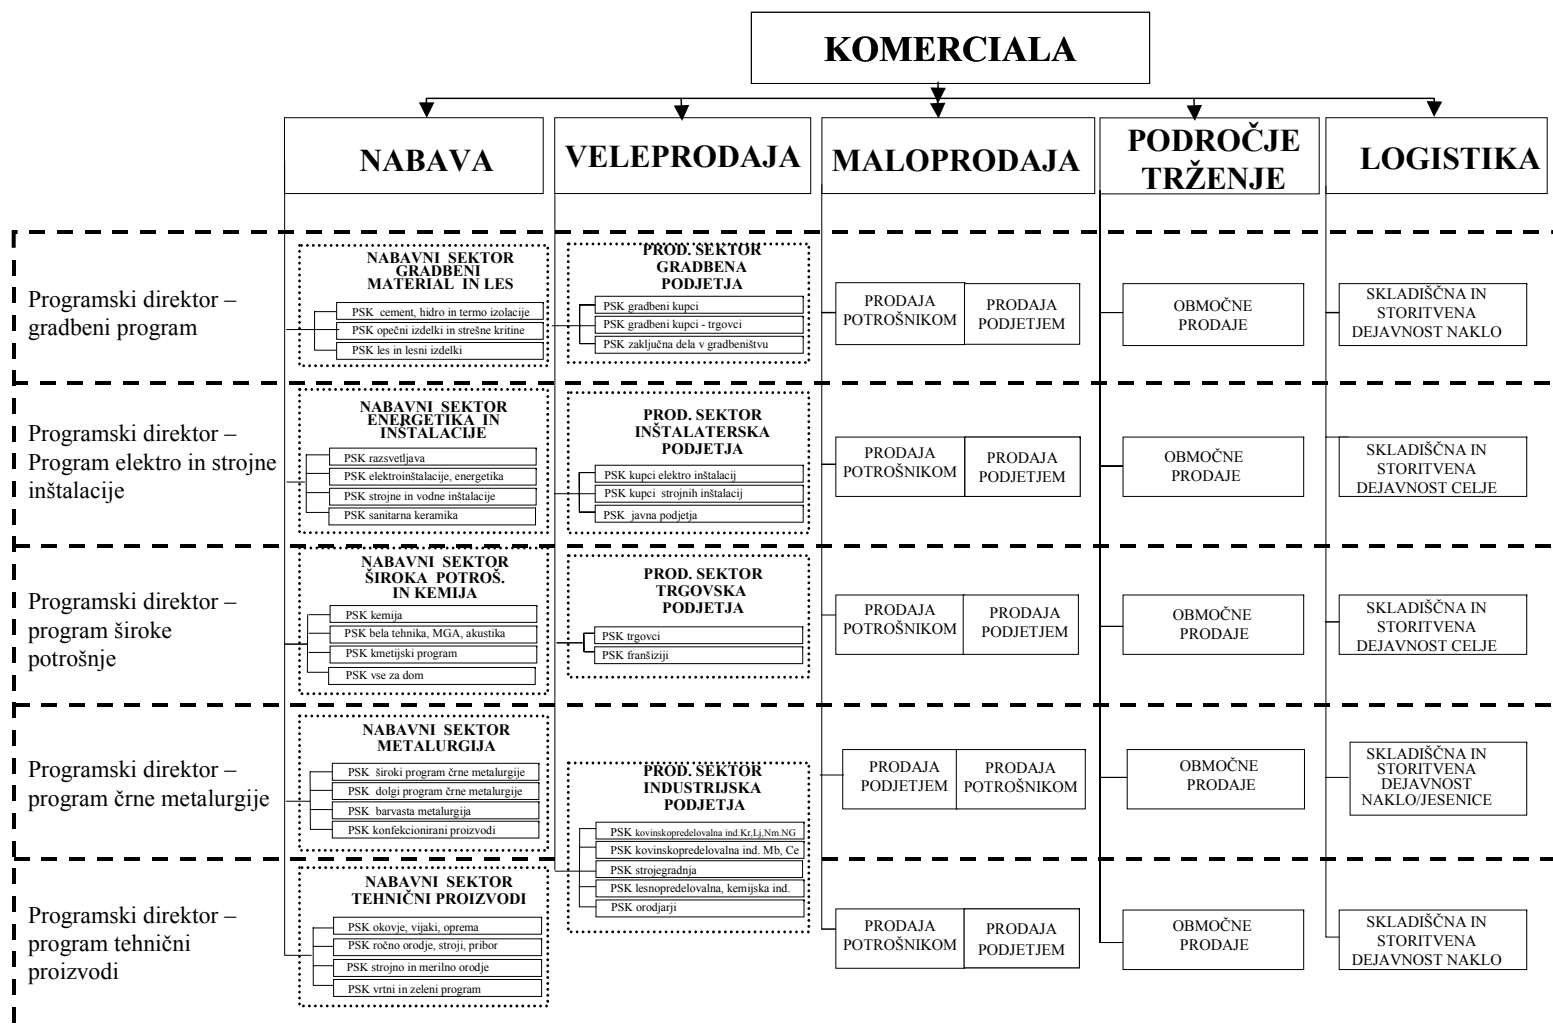 KOMERCIALA
NABAVA
VELEPRODAJA
MALOPRODAJA
PODROČJE
TRŽENJE
LOGISTIKA
Programski direktor –
gradbeni program
NABAVNI SEKTOR
GRADBENI
MATERIAL IN LES
PSK cement, hidro in termo izolacije
PSK opečni izdelki in strešne kritine
PSK les in lesni izdelki
PROD. SEKTOR
GRADBENA
PODJETJA
PSK gradbeni kupci
PSK gradbeni kupci - trgovci
PSK zaključna dela v gradbeništvu
PRODAJA
POTROŠNIKOM
PRODAJA
PODJETJEM
OBMOČNE
PRODAJE
SKLADIŠČNA IN
STORITVENA
DEJAVNOST NAKLO
Programski direktor –
Program elektro in strojne
inštalacije
NABAVNI SEKTOR
ENERGETIKA IN
INŠTALACIJE
PSK razsvetljava
PSK elektroinštalacije, energetika
PSK strojne in vodne inštalacije
PSK sanitarna keramika
PROD. SEKTOR
INŠTALATERSKA
PODJETJA
PSK kupci elektro inštalacij
PSK kupci strojnih inštalacij
PSK javna podjetja
PRODAJA
POTROŠNIKOM
PRODAJA
PODJETJEM
OBMOČNE
PRODAJE
SKLADIŠČNA IN
STORITVENA
DEJAVNOST CELJE
Programski direktor –
program široke
potrošnje
NABAVNI SEKTOR
ŠIROKA POTROŠ.
IN KEMIJA
PSK kemija
PSK bela tehnika, MGA, akustika
PSK kmetijski program
PSK vse za dom
PROD. SEKTOR
TRGOVSKA
PODJETJA
PSK trgovci
PSK franšiziji
PRODAJA
POTROŠNIKOM
PRODAJA
PODJETJEM
OBMOČNE
PRODAJE
SKLADIŠČNA IN
STORITVENA
DEJAVNOST CELJE
Programski direktor –
program črne metalurgije
NABAVNI SEKTOR
METALURGIJA
PSK široki program črne metalurgije
PSK dolgi program črne metalurgije
PSK barvasta metalurgija
PSK konfekcionirani proizvodi
PROD. SEKTOR
INDUSTRIJSKA
PODJETJA
PSK kovinskopredelovalna ind.Kr,Lj,Nm.NG
PSK kovinskopredelovalna ind. Mb, Ce
PSK strojegradnja
PSK lesnopredelovalna, kemijska ind.
PSK orodjarji
PRODAJA
PODJETJEM
PRODAJA
POTROŠNIKOM
OBMOČNE
PRODAJE
SKLADIŠČNA IN
STORITVENA
DEJAVNOST
NAKLO/JESENICE
Programski direktor –
program tehnični
proizvodi
NABAVNI SEKTOR
TEHNIČNI PROIZVODI
PSK okovje, vijaki, oprema
PSK ročno orodje, stroji, pribor
PSK strojno in merilno orodje
PSK vrtni in zeleni program
PRODAJA
POTROŠNIKOM
PRODAJA
PODJETJEM
OBMOČNE
PRODAJE
SKLADIŠČNA IN
STORITVENA
DEJAVNOST NAKLO